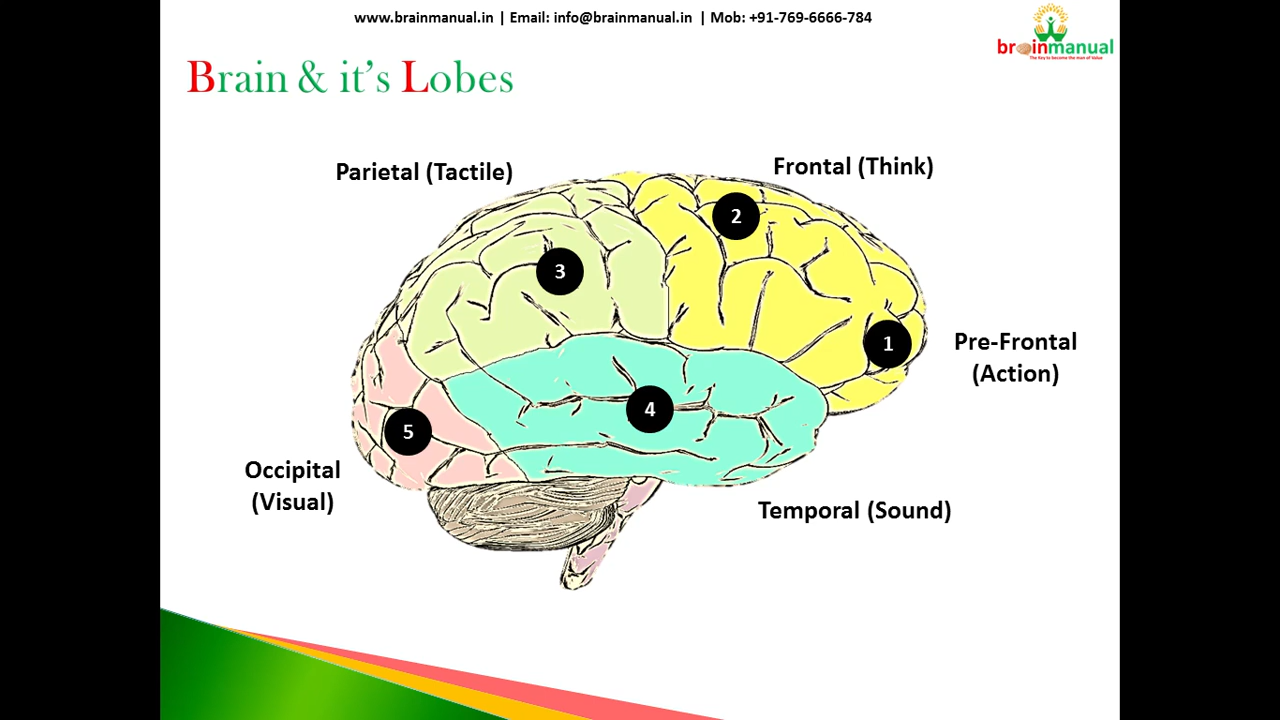 www.brainmanual.in | Email: info@brainmanual.in | Mob: +91-769-6666-784
brainmanual
The Key to become the man of Value
Brain & it's Lobes
Parietal (Tactile)
Frontal (Think)
2
3
1
Pre-Frontal
(Action)
4
5
Occipital
(Visual)
Temporal (Sound)